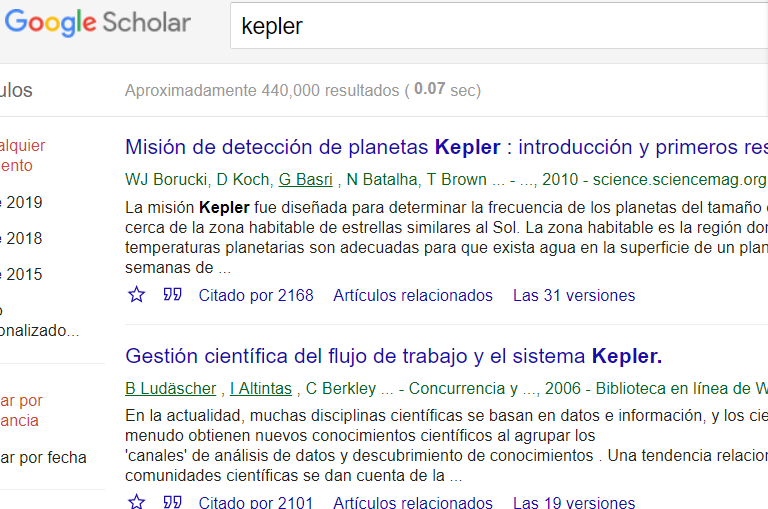 Google Scholar
kepler
ulos
Aproximadamente 440,000 resultados ( 0.07 sec)
alquier
ento
e 2019
e 2018
e 2015
o
onalizado...
ar por
ancia
ar por fecha
Misión de detección de planetas Kepler : introducción y primeros res
WJ Borucki, D Koch, G Basri , N Batalha, T Brown ... - ..., 2010 - science.sciencemag.org
La misión Kepler fue diseñada para determinar la frecuencia de los planetas del tamaño
cerca de la zona habitable de estrellas similares al Sol. La zona habitable es la región don
temperaturas planetarias son adecuadas para que exista agua en la superficie de un plan
semanas de ...
Citado por 2168 Artículos relacionados Las 31 versiones
Gestión científica del flujo de trabajo y el sistema Kepler.
B Ludäscher , I Altintas , C Berkley ... - Concurrencia y ..., 2006 - Biblioteca en línea de W
En la actualidad, muchas disciplinas científicas se basan en datos e información, y los cie
menudo obtienen nuevos conocimientos científicos al agrupar los
'canales' de análisis de datos y descubrimiento de conocimientos . Una tendencia relacion
comunidades científicas se dan cuenta de la ...
Citado por 2101 Artículos relacionados Las 19 versiones